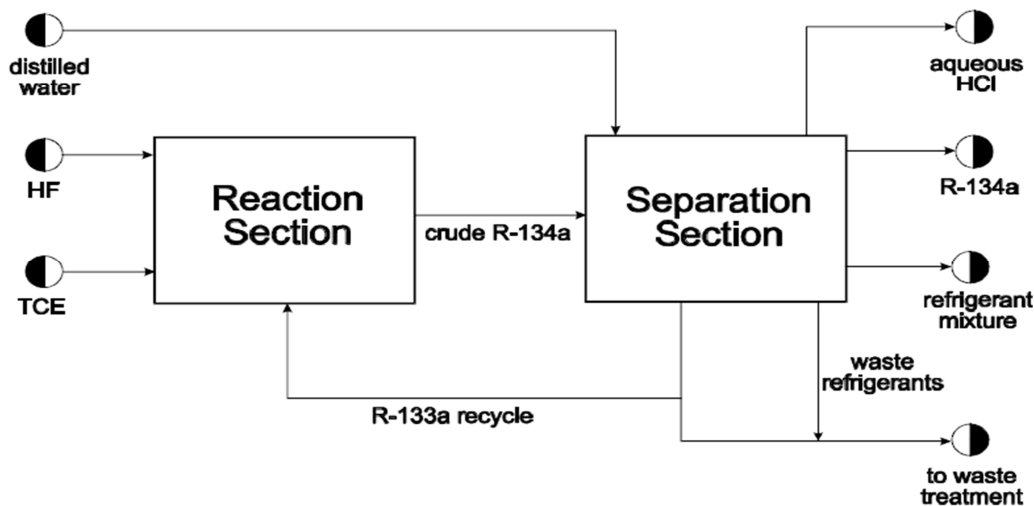 distilled
water
HF
TCE
Reaction
Section
crude R-134a
Separation
Section
aqueous
HCl
R-134a
refrigerant
mixture
waste
refrigerants
R-133a recycle
to waste
treatment